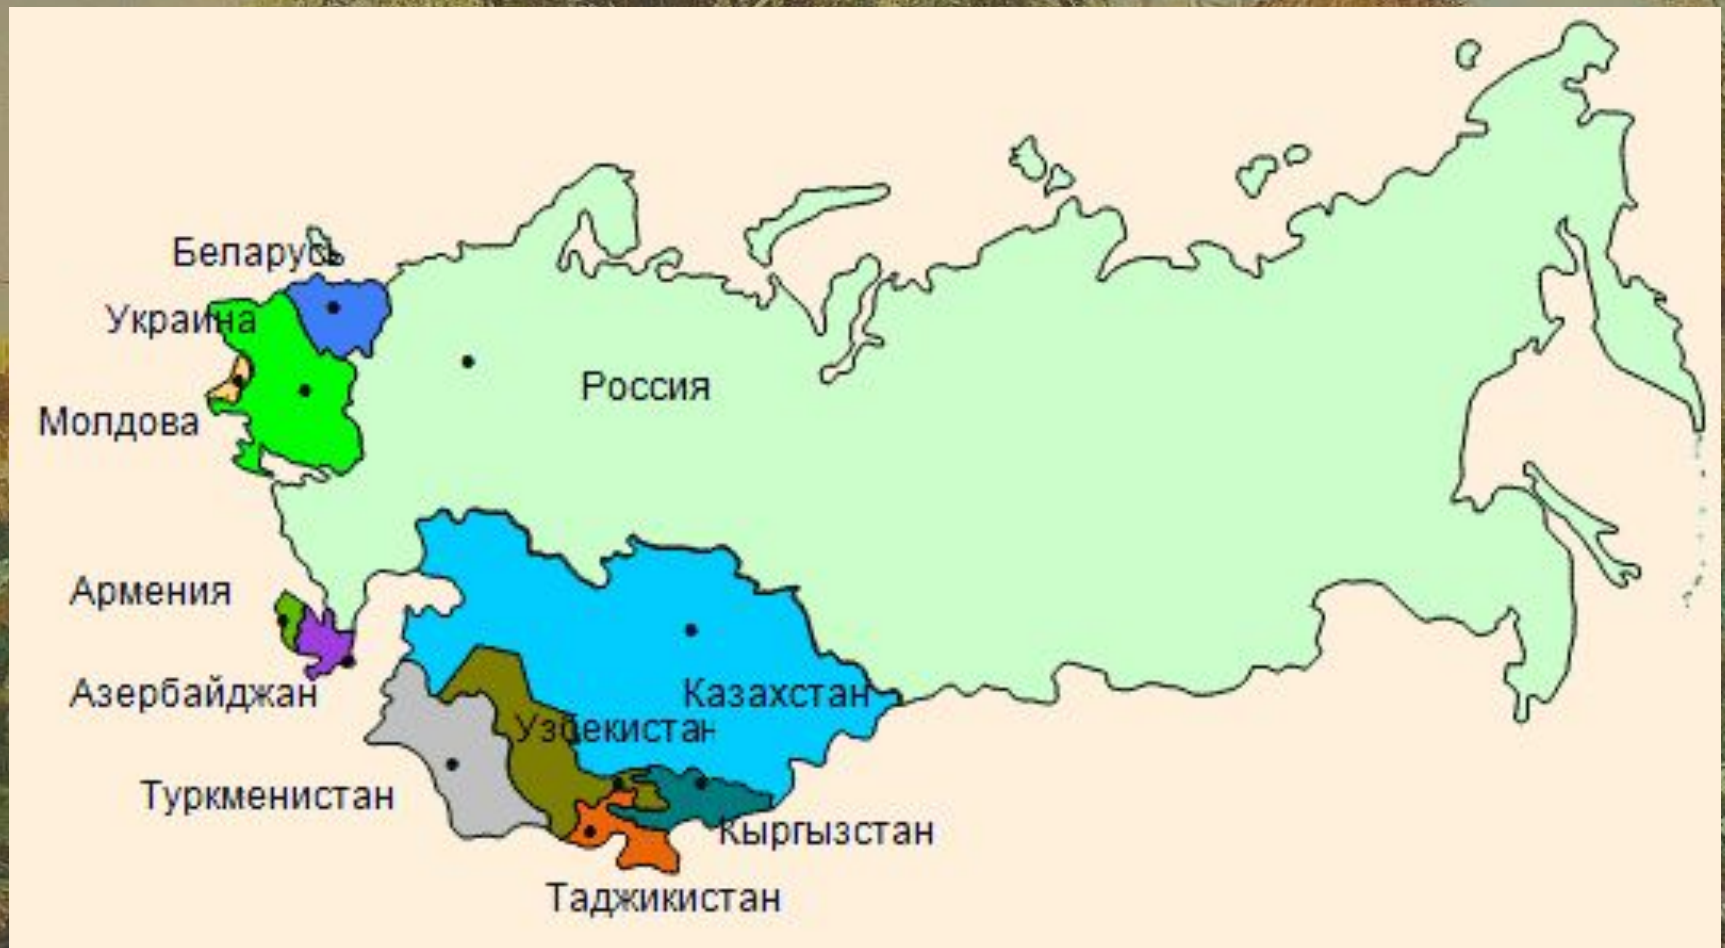 Беларусь
Украина
Россия
Молдова
Армения
Азербайджан
Казахстан
Узбекистан
Туркменистан
Кыргызстан
Таджикистан